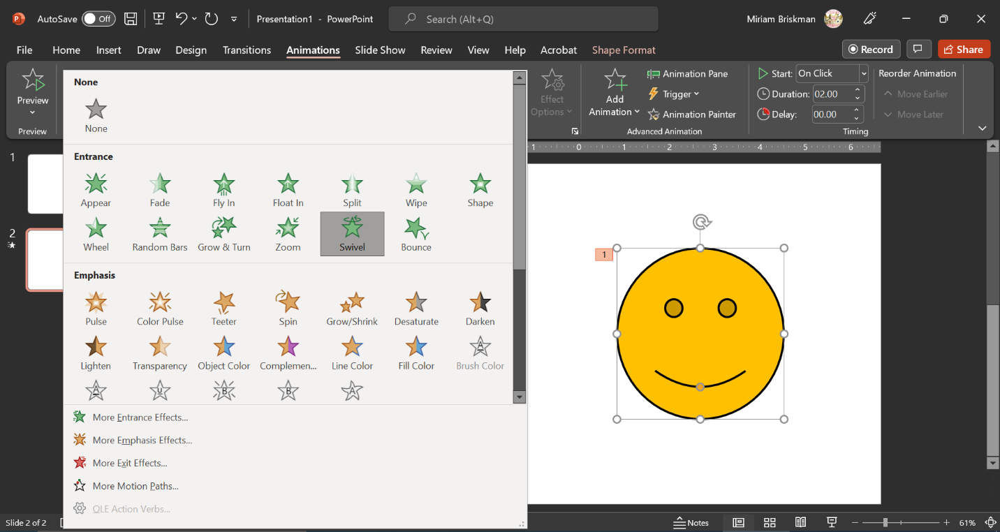 AutoSave Off Presentation1 - PowerPoint Search (Alt+Q) Miriam Briskman
File Home Insert Draw Design Transitions Animations Slide Show Review View Help Acrobat Shape Format Record Share
Preview
Preview
None
None
Entrance
Appear Fade Fly In Float In Split Wipe Shape
Wheel Random Bars Grow & Turn Zoom Swivel Bounce
Emphasis
Pulse Color Pulse Teeter Spin Grow/Shrink Desaturate Darken
Lighten Transparency Object Color Complemen... Line Color Fill Color Brush Color
A U B B A
More Entrance Effects...
More Emphasis Effects...
More Exit Effects...
More Motion Paths...
OLE Action Verbs...
Effect
Options
Add
Animation
Animation Pane
Trigger
Animation Painter
Advanced Animation
Start: On Click
Duration: 02.00
Delay: 00.00
Timing
Reorder Animation
Move Earlier
Move Later
1 0 1 2 3 4 5 6
1
2
1
Slide 2 of 2 Notes 61%